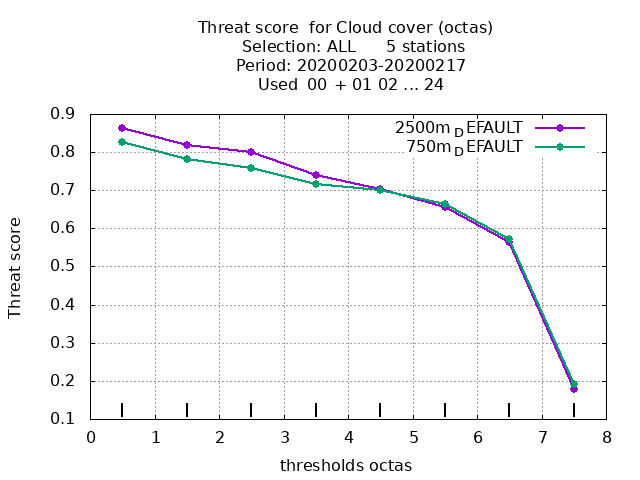 Threat score  for Cloud cover (octas)
Selection: ALL      5 stations
Period: 20200203-20200217
Used  00  + 01 02 ... 24
2500m_DEFAULT
750m_DEFAULT
0.9
0.8
0.7
0.6
0.5
0.4
0.3
0.2
0.1
Threat score
0 1 2 3 4 5 6 7 8
thresholds octas